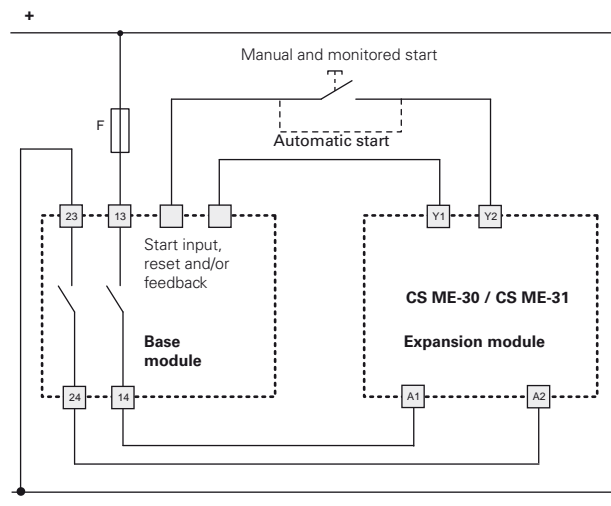 +
Manual and monitored start
F
Automatic start
23
13
Y1
Y2
Start input,
reset and/or
feedback
CS ME-30 / CS ME-31
Base
module
Expansion module
24
14
A1
A2